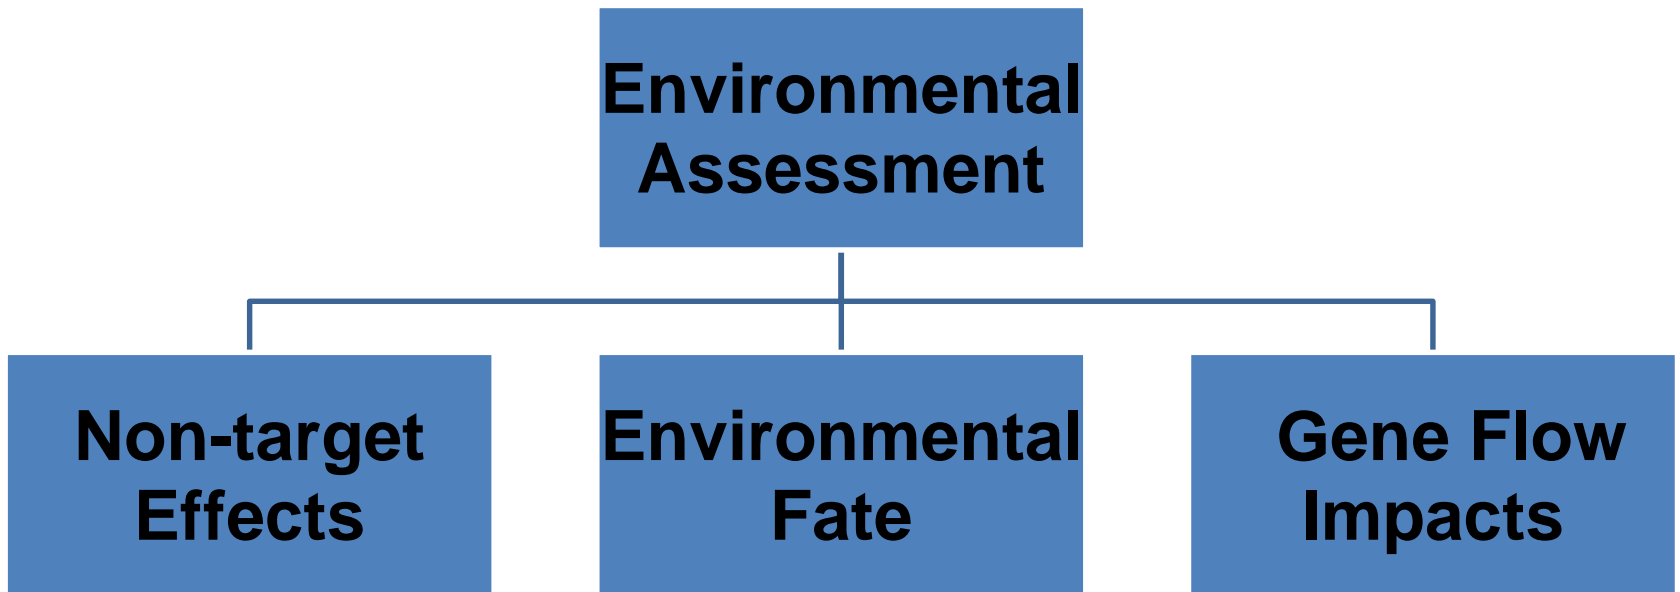 Environmental
Assessment
Non-target
Effects
Environmental
Fate
Gene Flow
Impacts